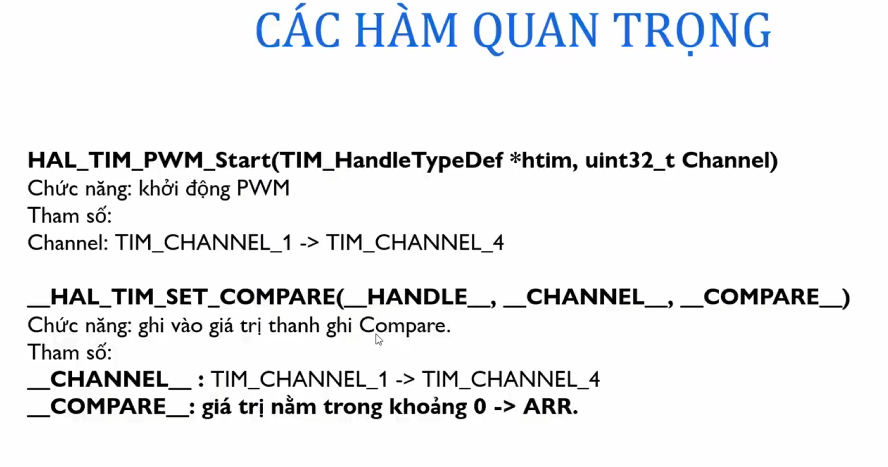 CÁC HÀM QUAN TRỌNG
HAL_TIM_PWM_Start(TIM_HandleTypeDef *htim, uint32_t Channel)
Chức năng: khởi động PWM
Tham số:
Channel: TIM_CHANNEL_1 -> TIM_CHANNEL_4
__HAL_TIM_SET_COMPARE(__HANDLE__, __CHANNEL__, __COMPARE__)
Chức năng: ghi vào giá trị thanh ghi Compare.
Tham số:
__CHANNEL__ : TIM_CHANNEL_1 -> TIM_CHANNEL_4
__COMPARE__: giá trị nằm trong khoảng 0 -> ARR.